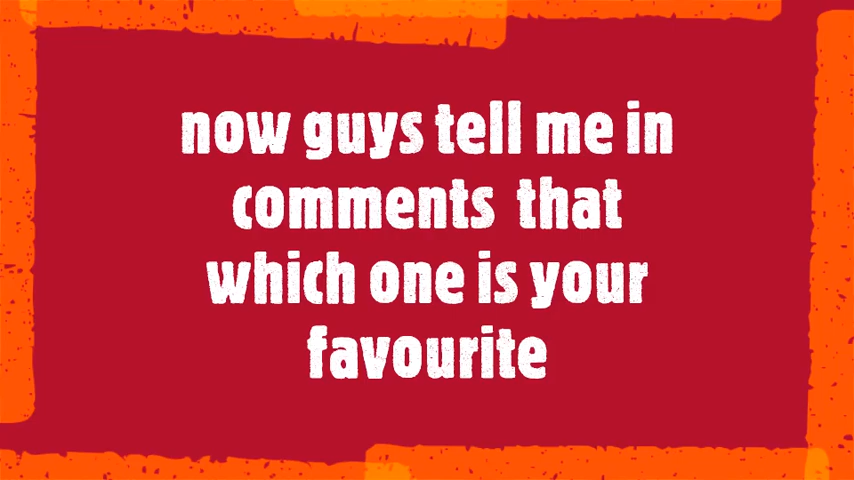 now guys tell me in
comments  that
which one is your
favourite